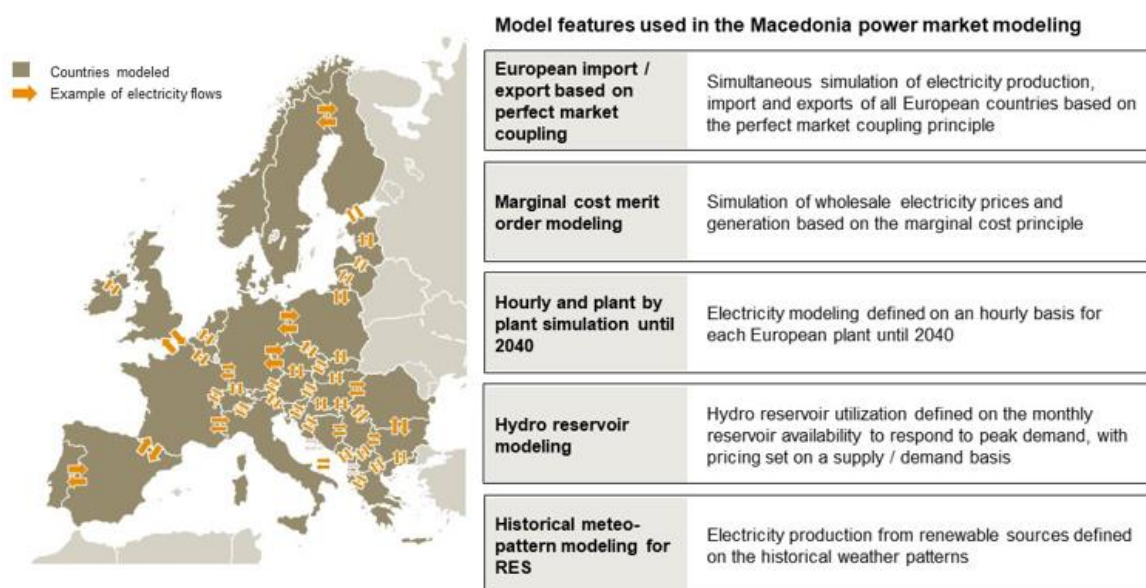 Model features used in the Macedonia power market modeling
Countries modeled
Example of electricity flows
European import /
export based on
perfect market
coupling
Simultaneous simulation of electricity production,
import and exports of all European countries based on
the perfect market coupling principle
Marginal cost merit
order modeling
Simulation of wholesale electricity prices and
generation based on the marginal cost principle
Hourly and plant by
plant simulation until
2040
Electricity modeling defined on an hourly basis for
each European plant until 2040
Hydro reservoir
modeling
Hydro reservoir utilization defined on the monthly
reservoir availability to respond to peak demand, with
pricing set on a supply / demand basis
Historical meteo-
pattern modeling for
RES
Electricity production from renewable sources defined
on the historical weather patterns